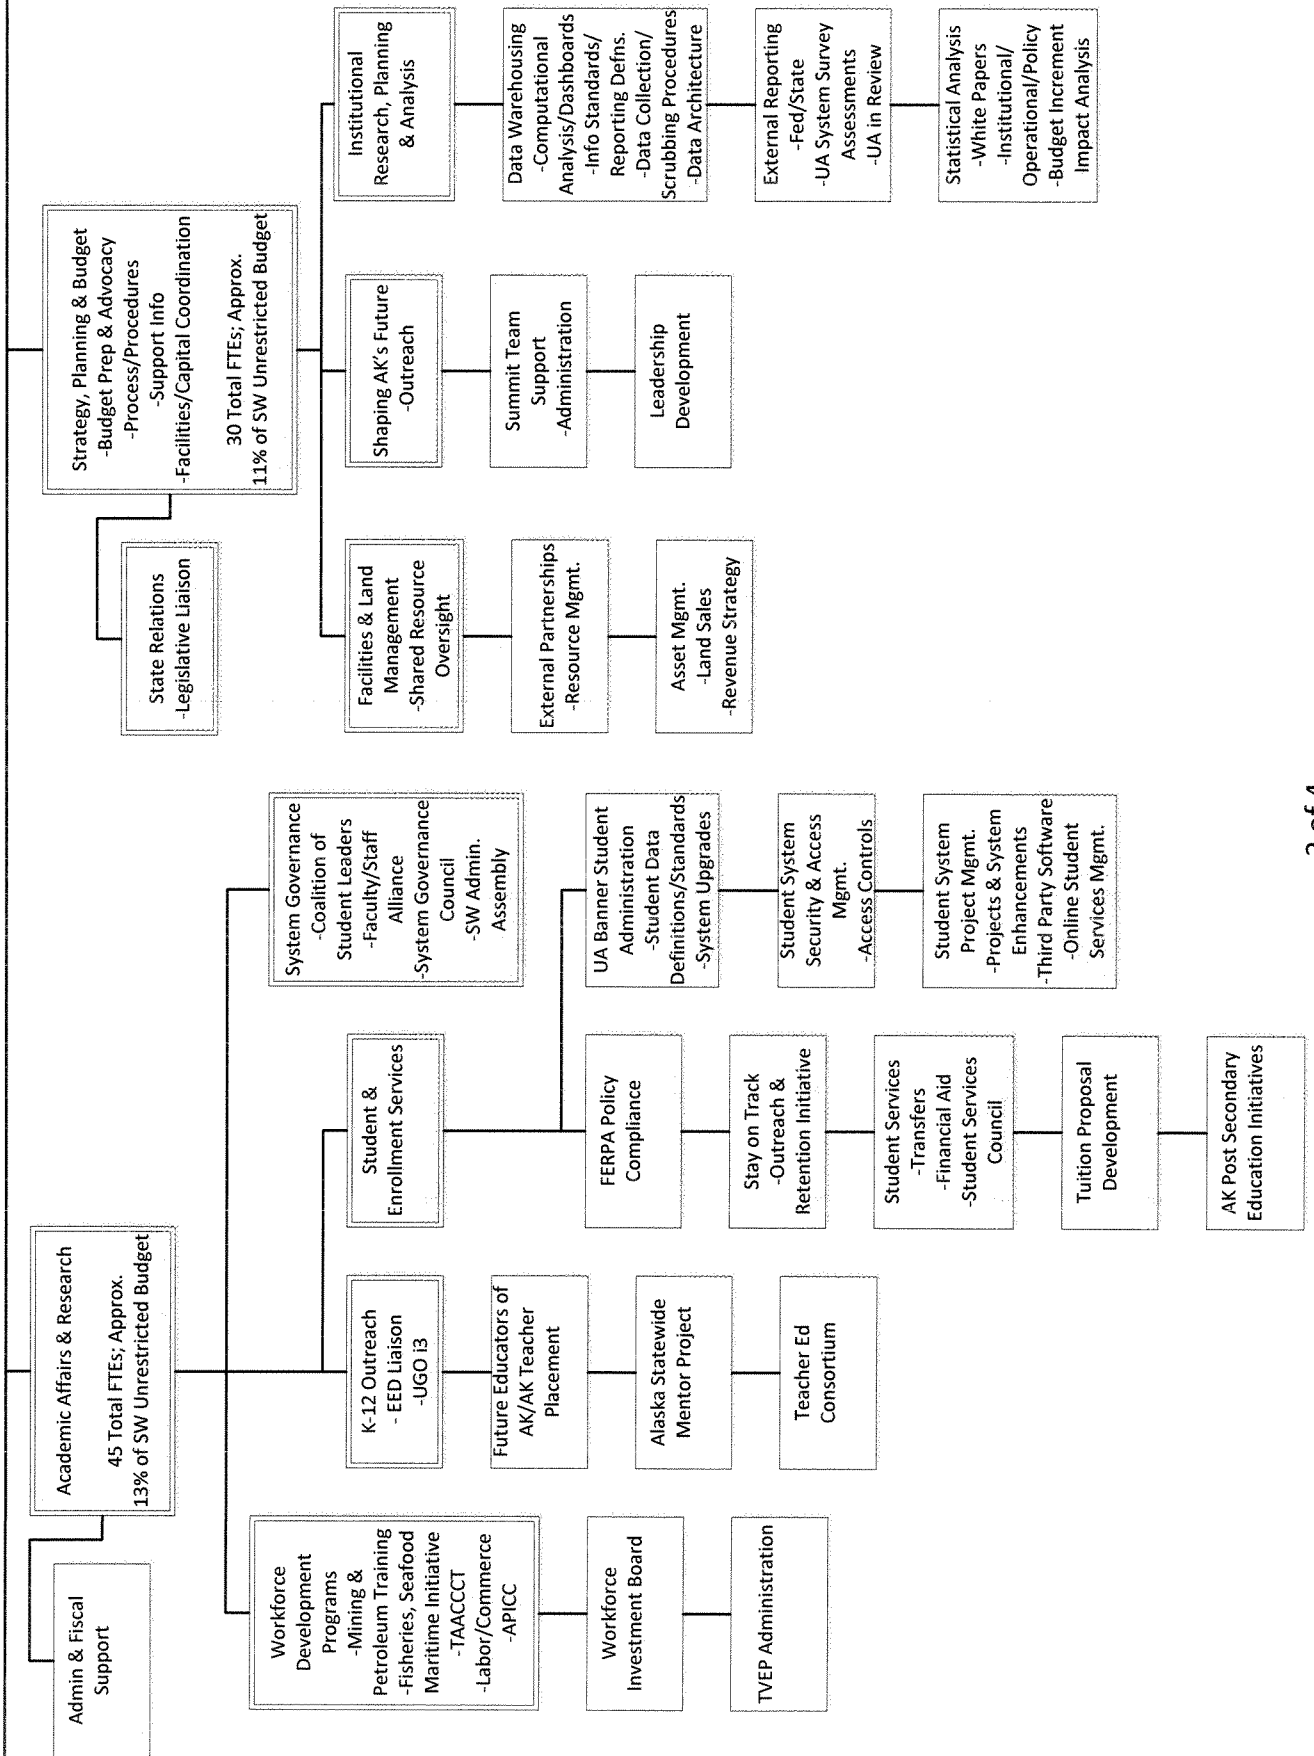 Admin & Fiscal
Support
Academic Affairs & Research
45 Total FTEs; Approx.
13% of SW Unrestricted Budget
Workforce
Development
Programs
-Mining &
Petroleum Training
-Fisheries, Seafood
Maritime Initiative
-TAACCCT
-Labor/Commerce
-APICC
Workforce
Investment Board
TVEP Administration
K-12 Outreach
- EED Liaison
-UGO i3
Future Educators of
AK/AK Teacher
Placement
Alaska Statewide
Mentor Project
Teacher Ed
Consortium
Student &
Enrollment Services
FERPA Policy
Compliance
Stay on Track
-Outreach &
Retention Initiative
Student Services
-Transfers
-Financial Aid
-Student Services
Council
Tuition Proposal
Development
AK Post Secondary
Education Initiatives
UA Banner Student
Administration
-Student Data
Definitions/Standards
-System Upgrades
Student System
Security & Access
Mgmt.
-Access Controls
Student System
Project Mgmt.
-Projects & System
Enhancements
-Third Party Software
-Online Student
Services Mgmt.
System Governance
-Coalition of
Student Leaders
-Faculty/Staff
Alliance
-System Governance
Council
-SW Admin.
Assembly
State Relations
-Legislative Liaison
Strategy, Planning & Budget
-Budget Prep & Advocacy
-Process/Procedures
-Support Info
-Facilities/Capital Coordination
30 Total FTEs; Approx.
11% of SW Unrestricted Budget
Facilities & Land
Management
-Shared Resource
Oversight
External Partnerships
-Resource Mgmt.
Asset Mgmt.
-Land Sales
-Revenue Strategy
Shaping AK's Future
-Outreach
Summit Team
Support
-Administration
Leadership
Development
Institutional
Research, Planning
& Analysis
Data Warehousing
-Computational
Analysis/Dashboards
-Info Standards/
Reporting Defns.
-Data Collection/
Scrubbing Procedures
-Data Architecture
External Reporting
-Fed/State
-UA System Survey
Assessments
-UA in Review
Statistical Analysis
-White Papers
-Institutional/
Operational/Policy
-Budget Increment
Impact Analysis
of 4